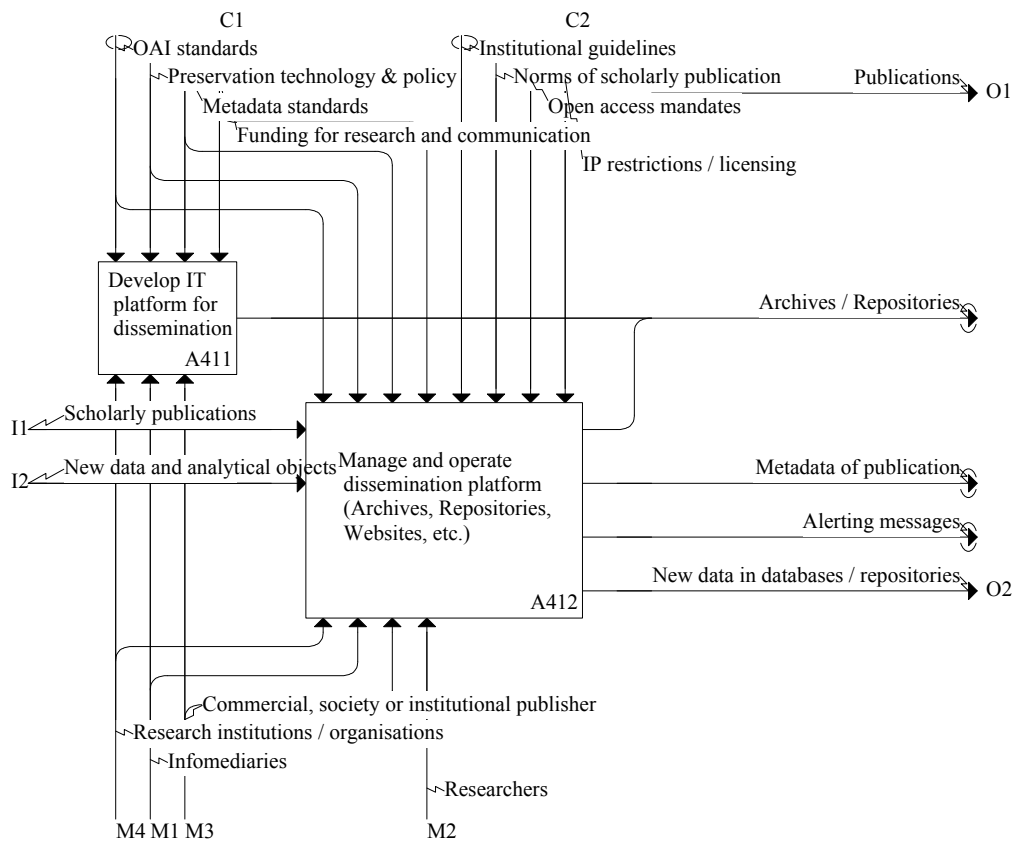 C1
C2
OAI standards
Institutional guidelines
Preservation technology & policy
Norms of scholarly publication
Publications
O1
Metadata standards
Open access mandates
Funding for research and communication
IP restrictions / licensing
Develop IT
platform for
dissemination
A411
Archives / Repositories
I1
Scholarly publications
I2
New data and analytical objects
Manage and operate
dissemination platform
(Archives, Repositories,
Websites, etc.)
A412
Metadata of publication
Alerting messages
New data in databases / repositories
O2
Commercial, society or institutional publisher
Research institutions / organisations
Infomediaries
Researchers
M4 M1 M3
M2